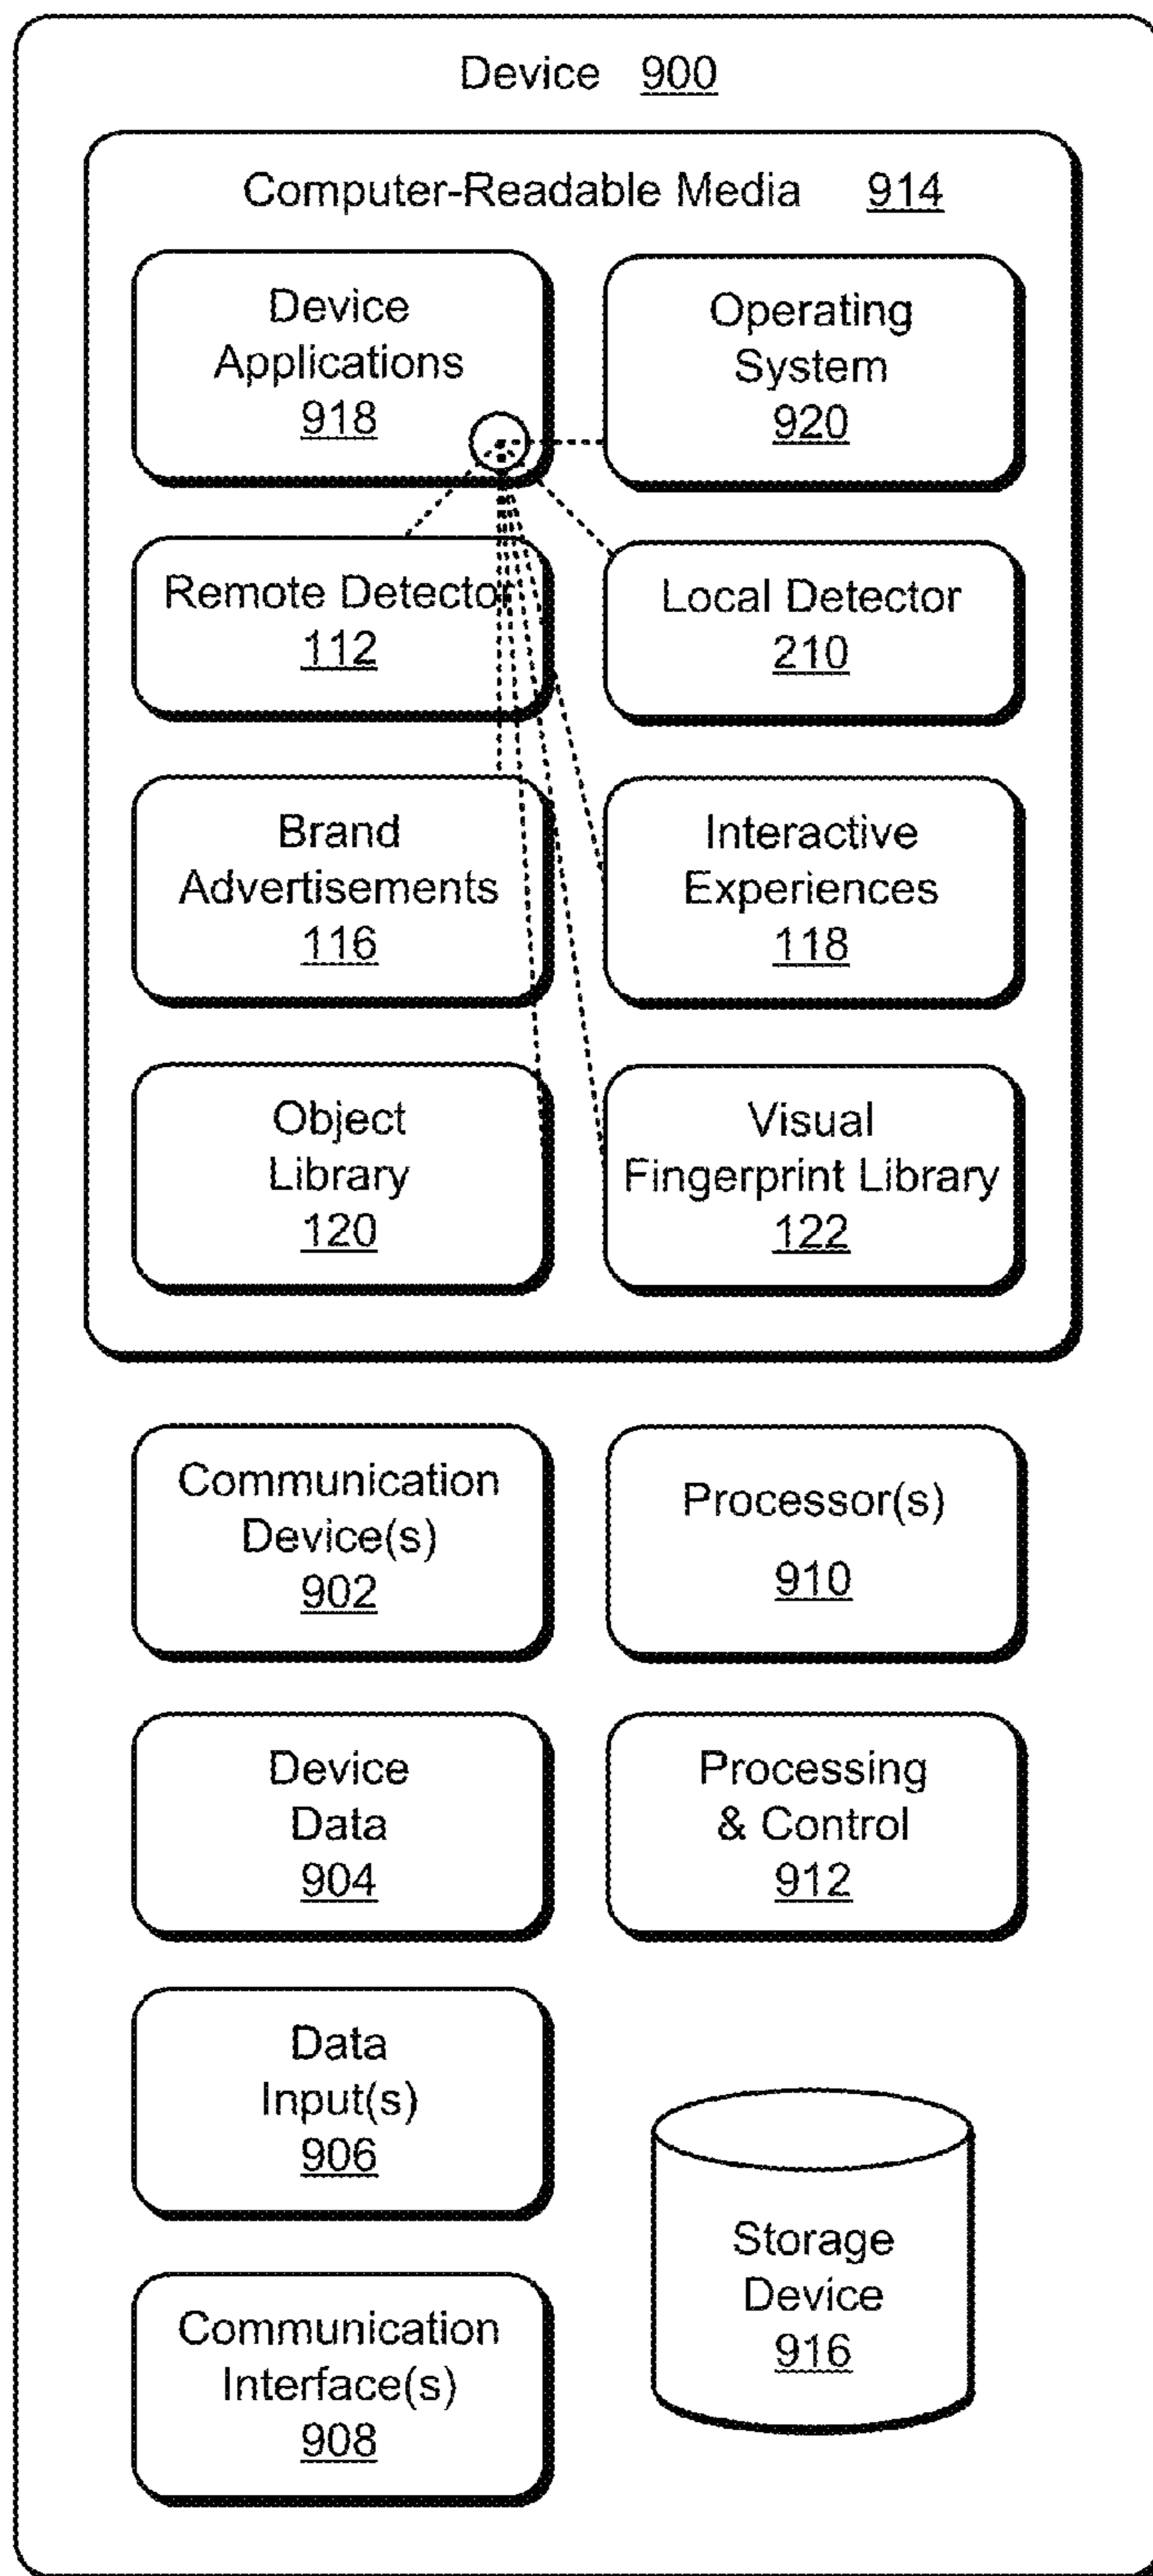 Device 900
Computer-Readable Media 914
Device
Applications
918
Operating
System
920
Remote Detector
112
Local Detector
210
Brand
Advertisements
116
Interactive
Experiences
118
Object
Library
120
Visual
Fingerprint Library
122
Communication
Device(s)
902
Processor(s)
910
Device
Data
904
Processing
& Control
912
Data
Input(s)
906
Storage
Device
916
Communication
Interface(s)
908